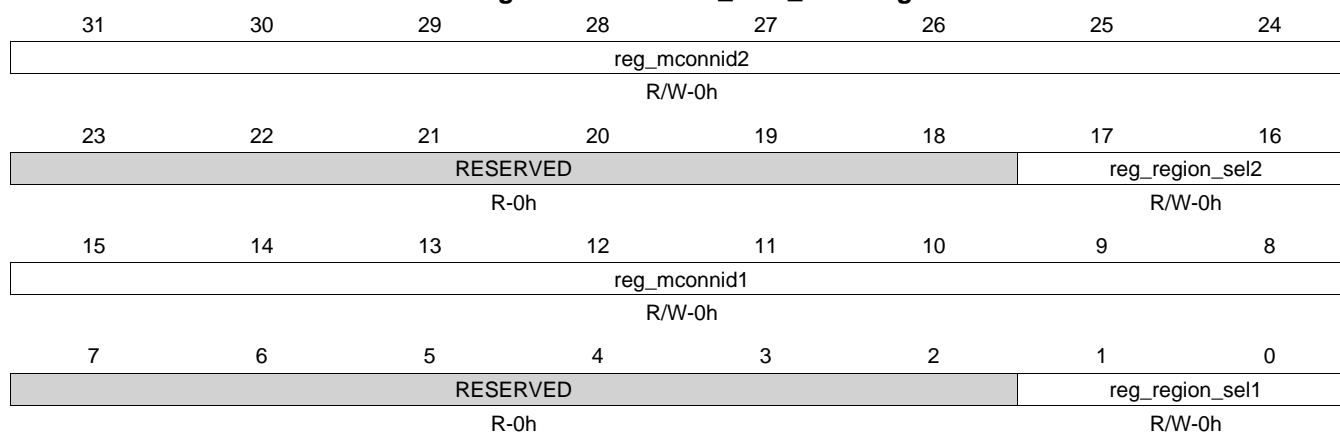 31 30 29 28 27 26 25 24
reg_mconnid2
R/W-0h
23 22 21 20 19 18 17 16
RESERVED reg_region_sel2
R-0h R/W-0h
15 14 13 12 11 10 9 8
reg_mconnid1
R/W-0h
7 6 5 4 3 2 1 0
RESERVED reg_region_sel1
R-0h R/W-0h